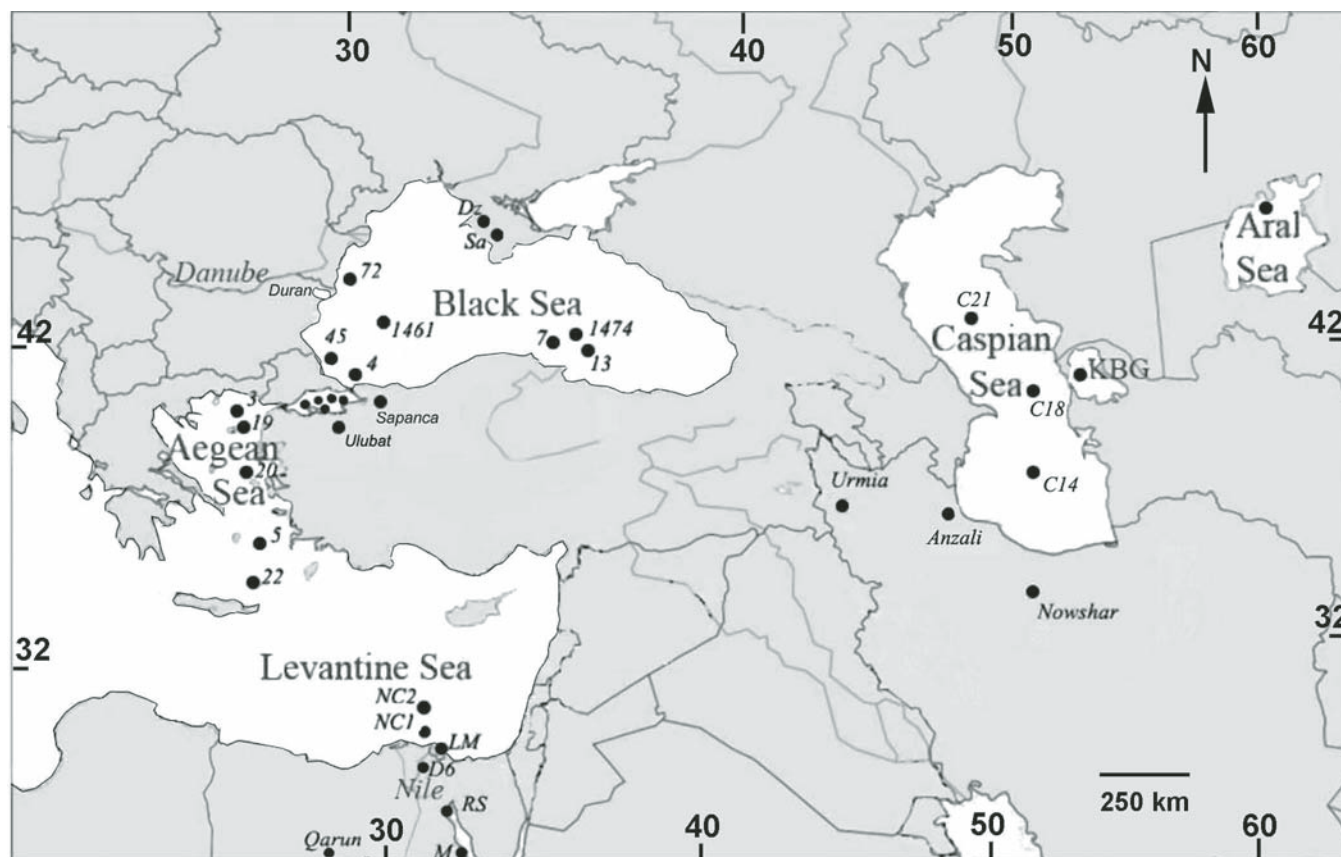 30
40
50
60
N
Dz
Sa
Aral
Sea
Danube
72
Duran
Black Sea
C21
42
45
1461
7
1474
42
4
13
Caspian
Sea
KBG
C18
3
19
Sapanca
Ulubat
Aegean
Sea
20
C14
Urmia
Anzali
5
22
Nowshar
32
32
Levantine Sea
NC2
NC1
LM
D6
Nile
RS
250 km
Qarun
30
M
40
50
60